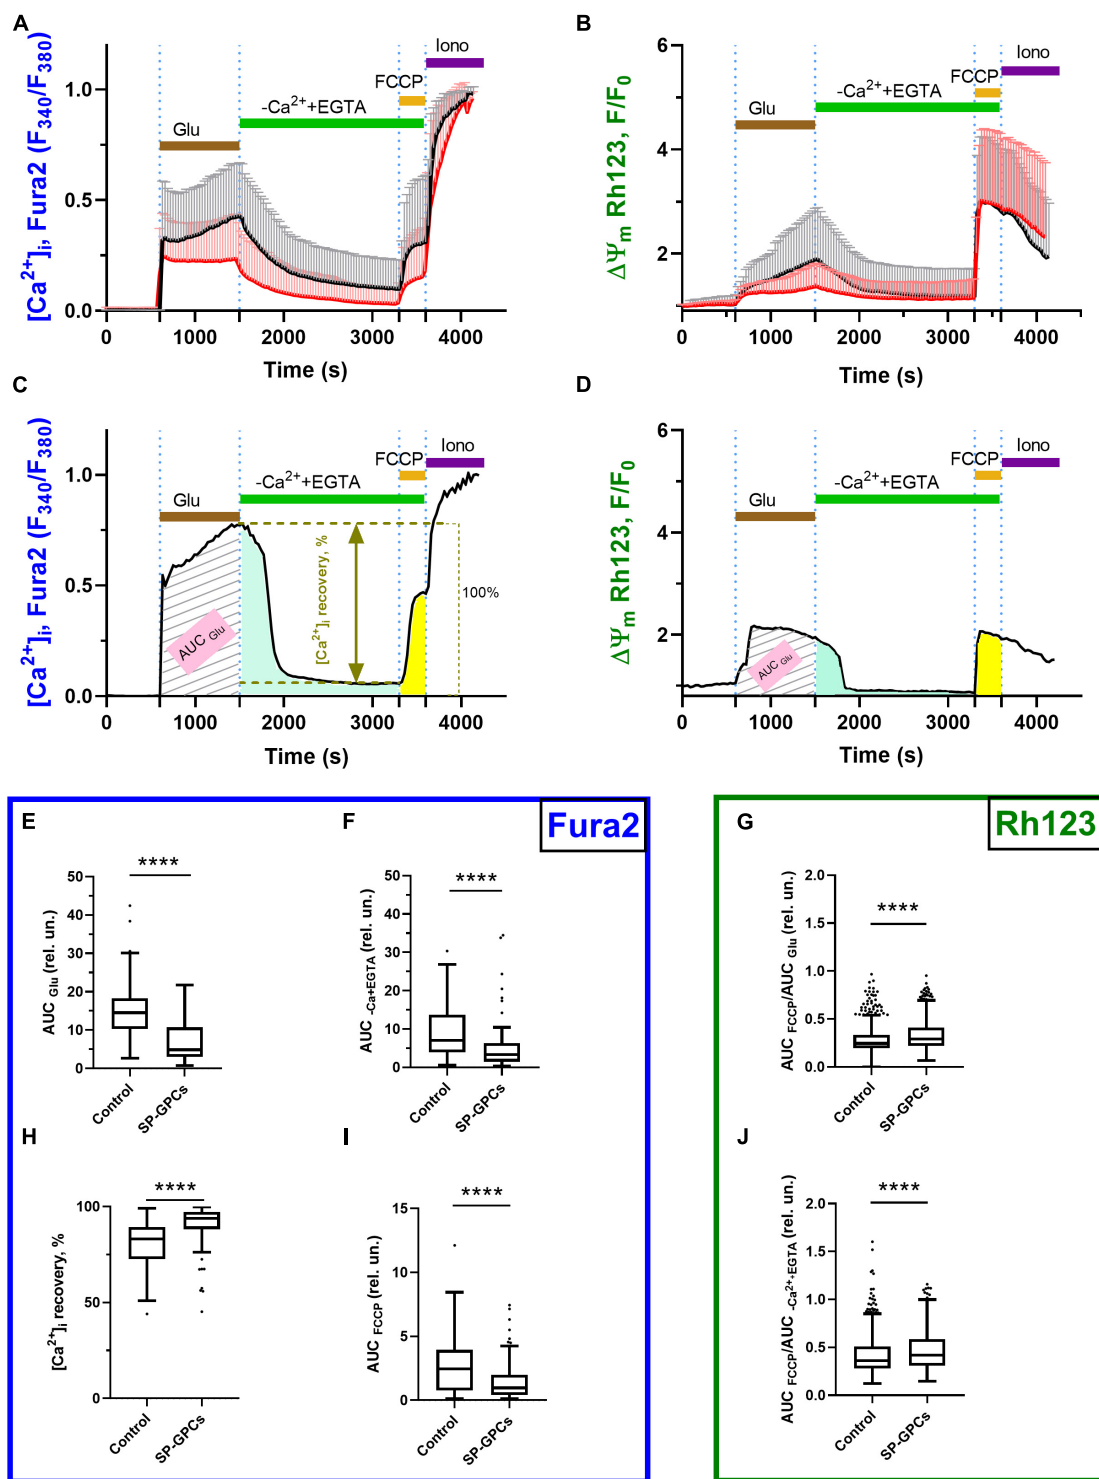 A
[Ca²⁺]ᵢ, Fura2 (F₃₄₀/F₃₈₀)
1.0
0.5
0.0
Glu
-Ca²⁺+EGTA
FCCP
Iono
0 1000 2000 3000 4000
Time (s)
B
ΔΨₘ Rh123, F/F₀
6
4
2
Glu
-Ca²⁺+EGTA
FCCP
Iono
0 1000 2000 3000 4000
Time (s)
C
[Ca²⁺]ᵢ, Fura2 (F₃₄₀/F₃₈₀)
1.0
0.5
0.0
Glu
-Ca²⁺+EGTA
FCCP
Iono
AUC Glu
[Ca²⁺]ᵢ recovery, %
100%
0 1000 2000 3000 4000
Time (s)
D
ΔΨₘ Rh123, F/F₀
6
4
2
Glu
-Ca²⁺+EGTA
FCCP
Iono
AUC Glu
0 1000 2000 3000 4000
Time (s)
Fura2
E
AUC Glu (rel. un.)
50
40
30
20
10
0
****
Control SP-GPCs
F
AUC -Ca+EGTA (rel. un.)
50
40
30
20
10
0
****
Control SP-GPCs
Rh123
G
AUC FCCP/AUC Glu (rel. un.)
2.0
1.5
1.0
0.5
0.0
****
Control SP-GPCs
H
[Ca²⁺]ᵢ recovery, %
100
50
0
****
Control SP-GPCs
I
AUC FCCP (rel. un.)
15
10
5
0
****
Control SP-GPCs
J
AUC FCCP/AUC -Ca²⁺+EGTA (rel. un.)
2.0
1.5
1.0
0.5
0.0
****
Control SP-GPCs